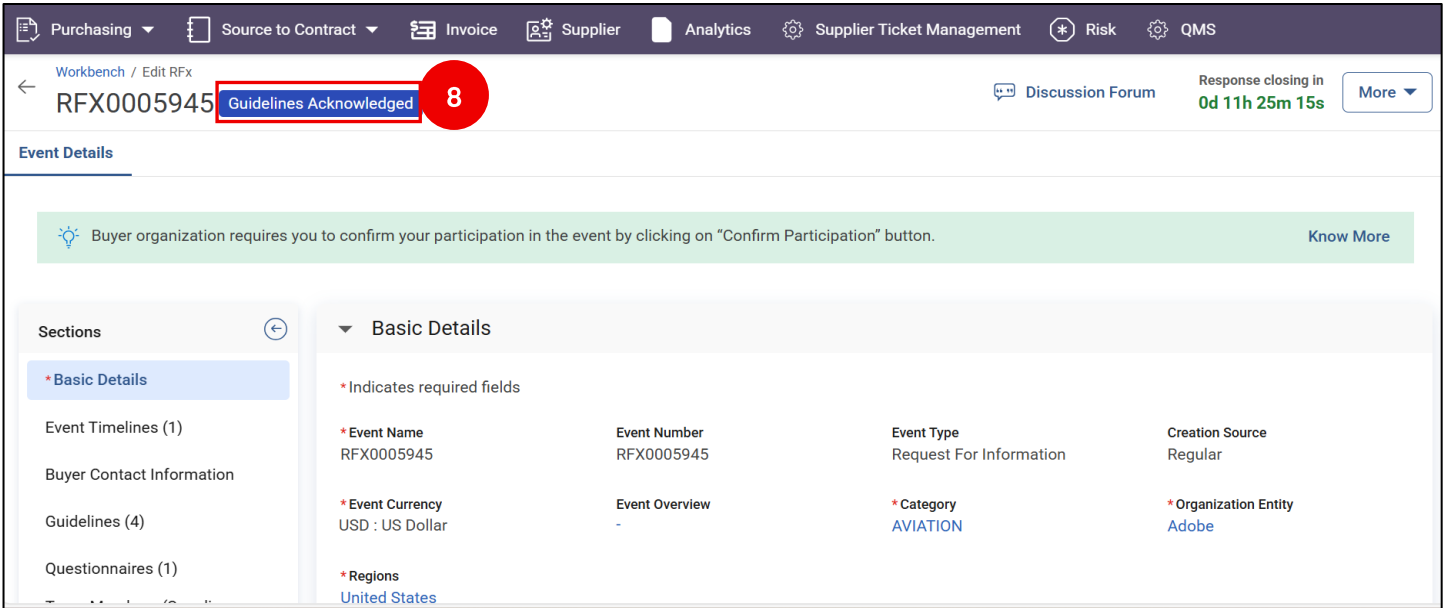 Purchasing Source to Contract Invoice Supplier Analytics Supplier Ticket Management Risk QMS
Workbench / Edit RFx
RFX0005945 Guidelines Acknowledged 8
Discussion Forum
Response closing in
0d 11h 25m 15s
More
Event Details
Buyer organization requires you to confirm your participation in the event by clicking on “Confirm Participation” button. Know More
Sections
* Basic Details
Event Timelines (1)
Buyer Contact Information
Guidelines (4)
Questionnaires (1)
Basic Details
* Indicates required fields
* Event Name Event Number Event Type Creation Source
RFX0005945 RFX0005945 Request For Information Regular
* Event Currency Event Overview * Category * Organization Entity
USD : US Dollar - AVIATION Adobe
* Regions
United States